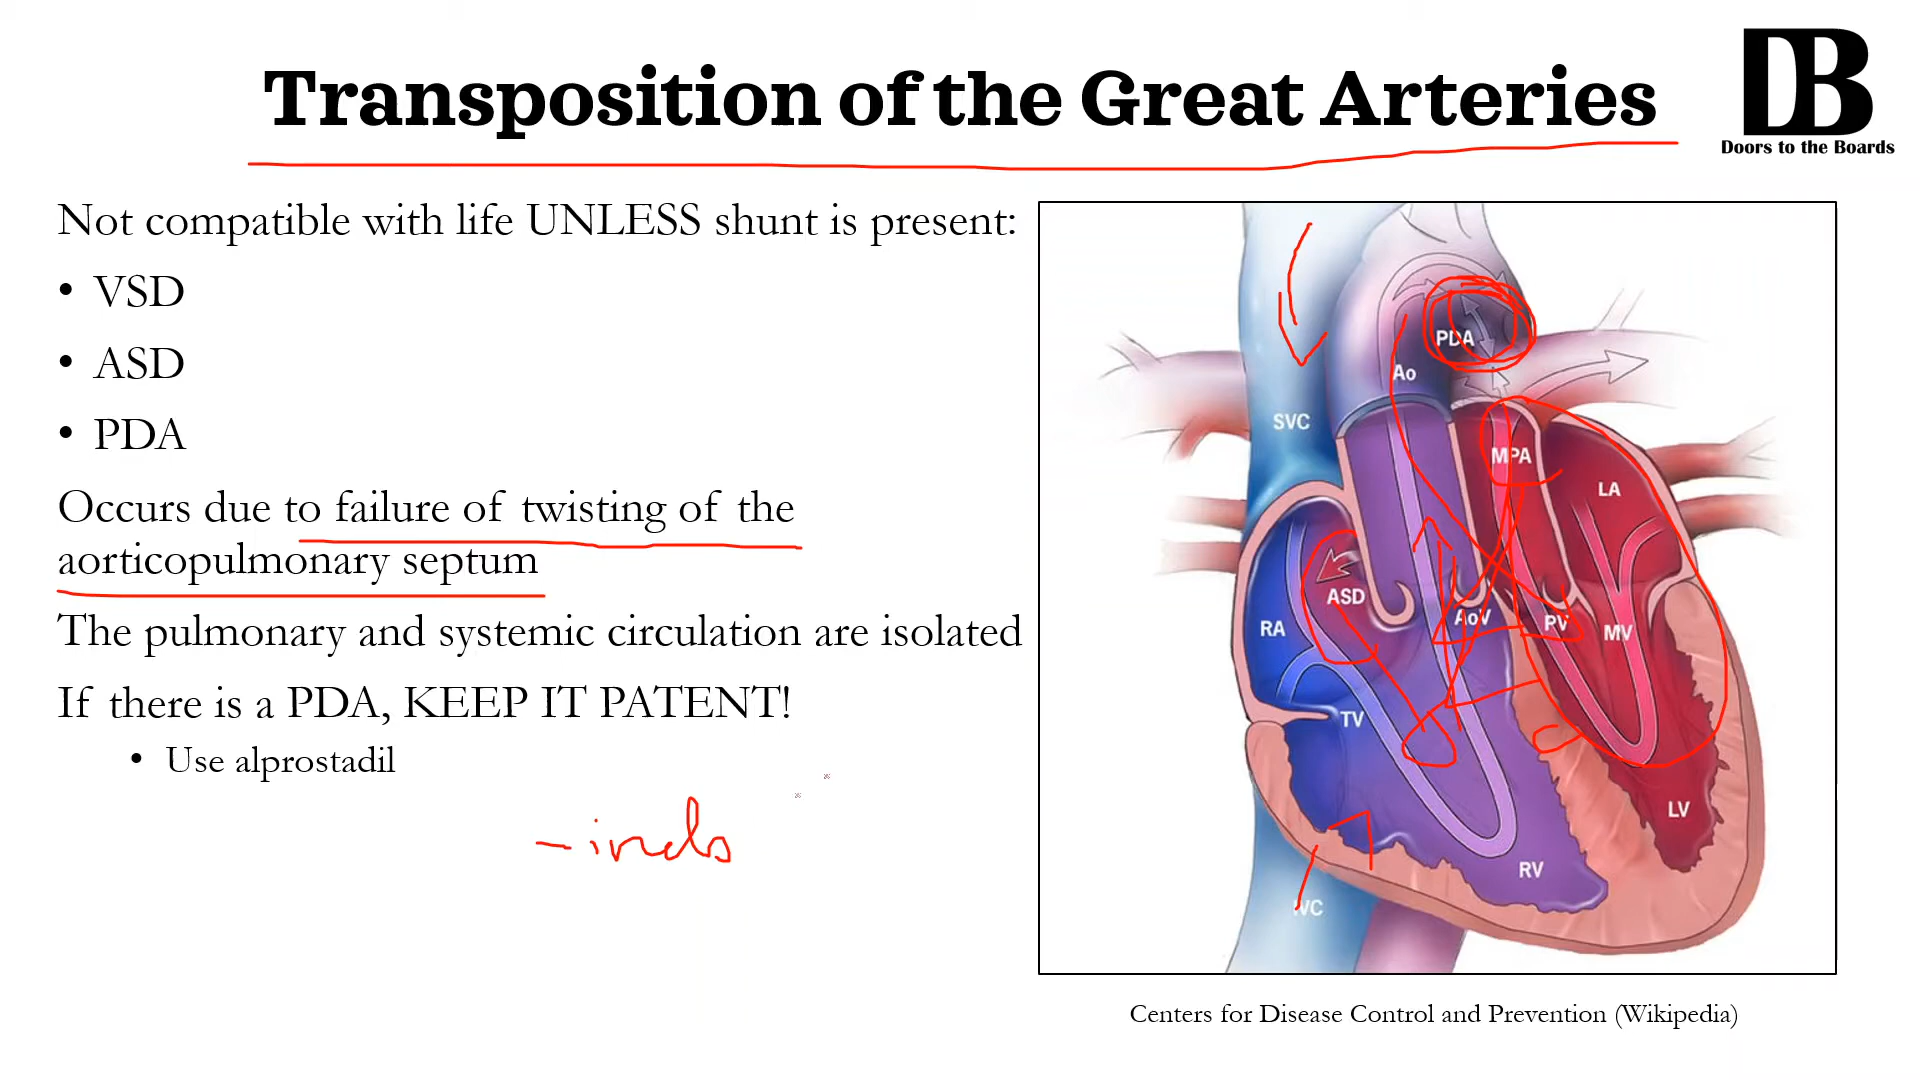 Transposition of the Great Arteries
DB
Doors to the Boards
Not compatible with life UNLESS shunt is present:
• VSD
• ASD
• PDA
Occurs due to failure of twisting of the
aorticopulmonary septum
The pulmonary and systemic circulation are isolated
If there is a PDA, KEEP IT PATENT!
• Use alprostadil
- indo
PDA
Ao
SVC
MPA
LA
ASD
AoV
PV
MV
RA
TV
LV
RV
IVC
Centers for Disease Control and Prevention (Wikipedia)